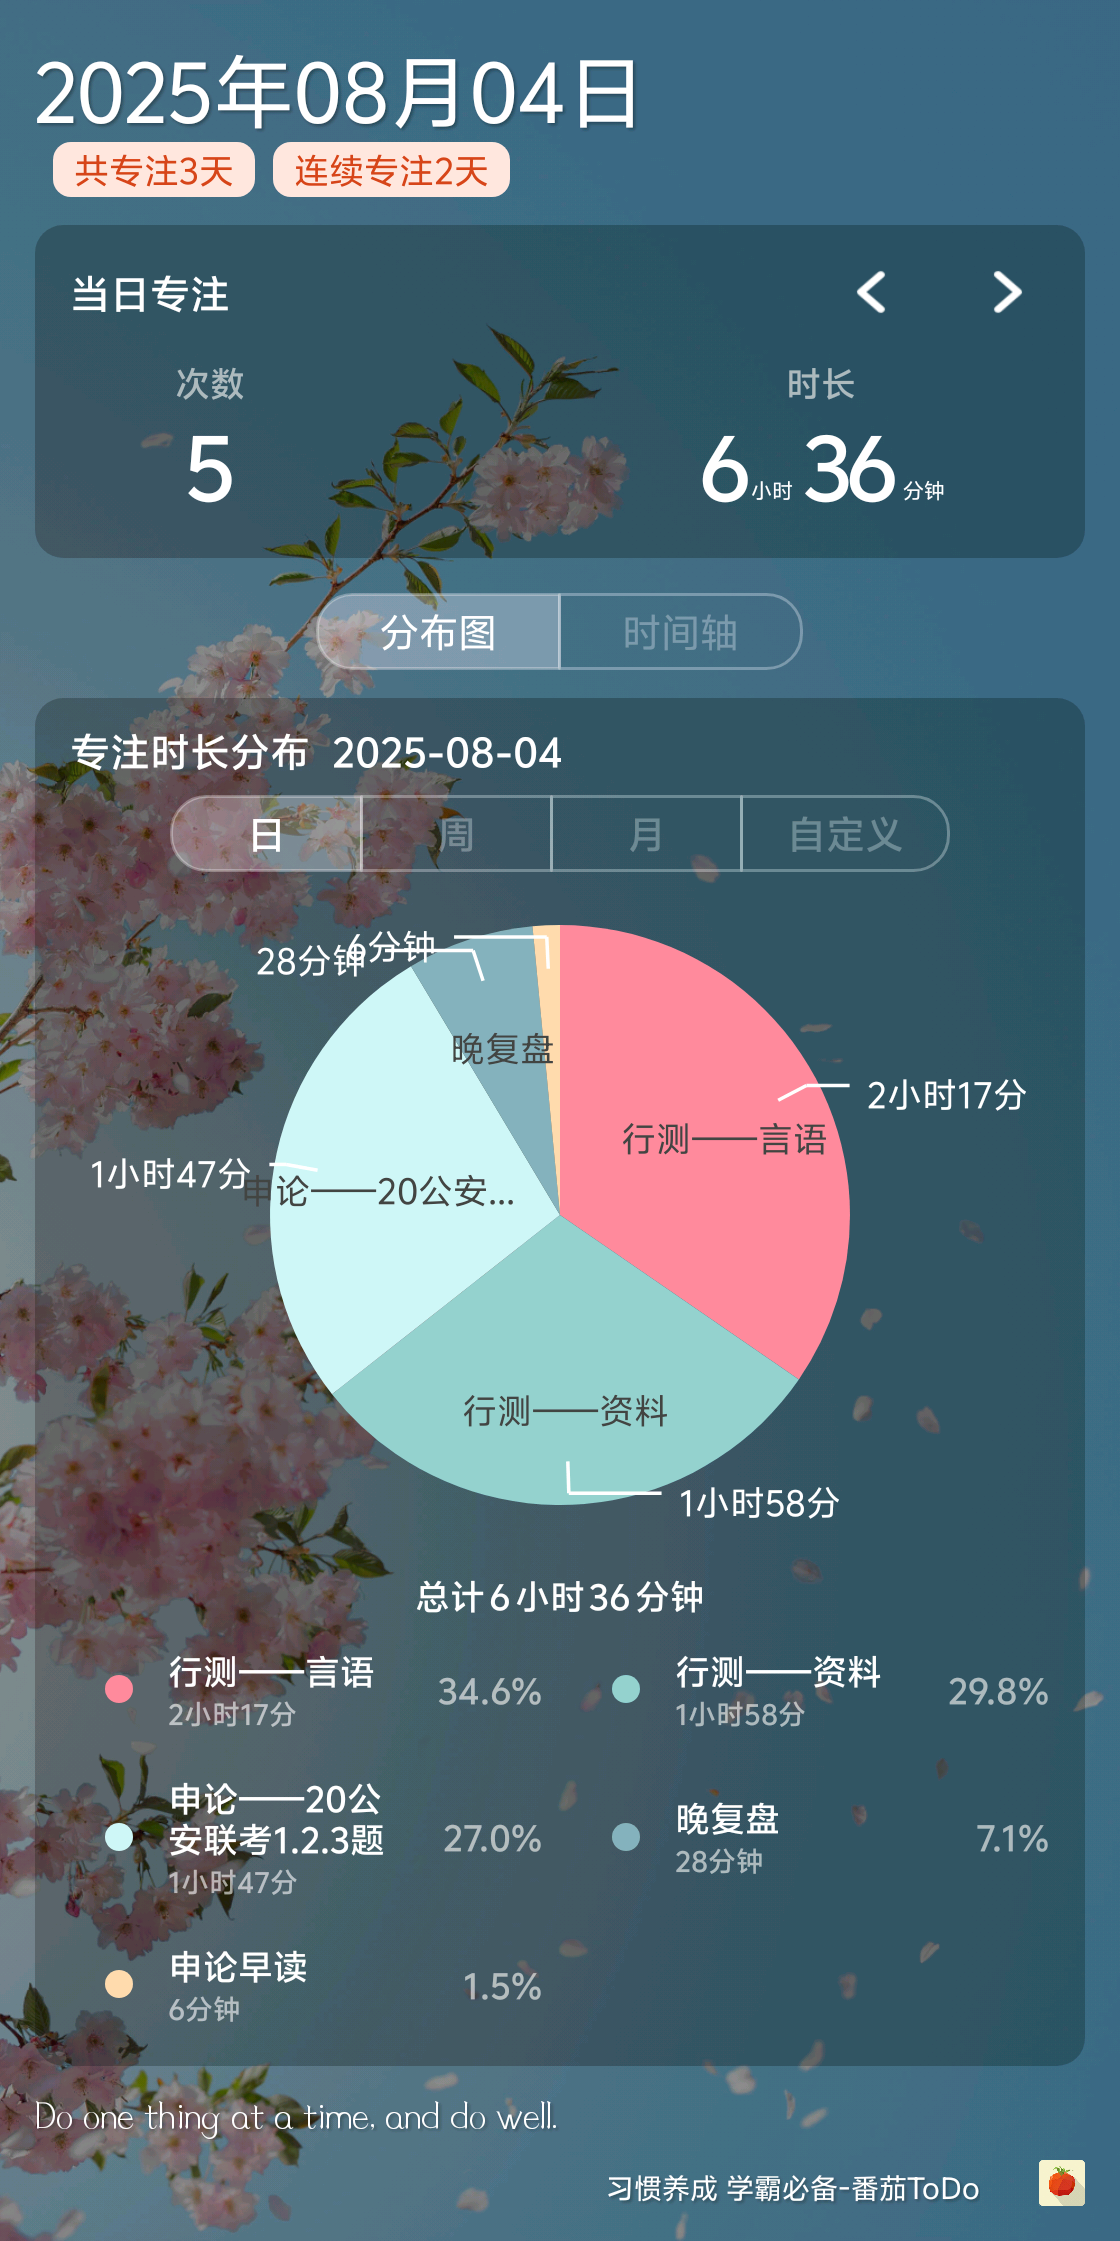 2025年08月04日
共专注3天 连续专注2天
当日专注
次数 时长
5 6小时36分钟
分布图 时间轴
专注时长分布 2025-08-04
日 周 月 自定义
6分钟
28分钟
晚复盘
2小时17分
行测——言语
1小时47分
申论——20公安...
行测——资料
1小时58分
总计6小时36分钟
行测——言语 34.6%
2小时17分
行测——资料 29.8%
1小时58分
申论——20公
安联考1.2.3题 27.0%
1小时47分
晚复盘 7.1%
28分钟
申论早读 1.5%
6分钟
Do one thing at a time, and do well.
习惯养成 学霸必备-番茄ToDo